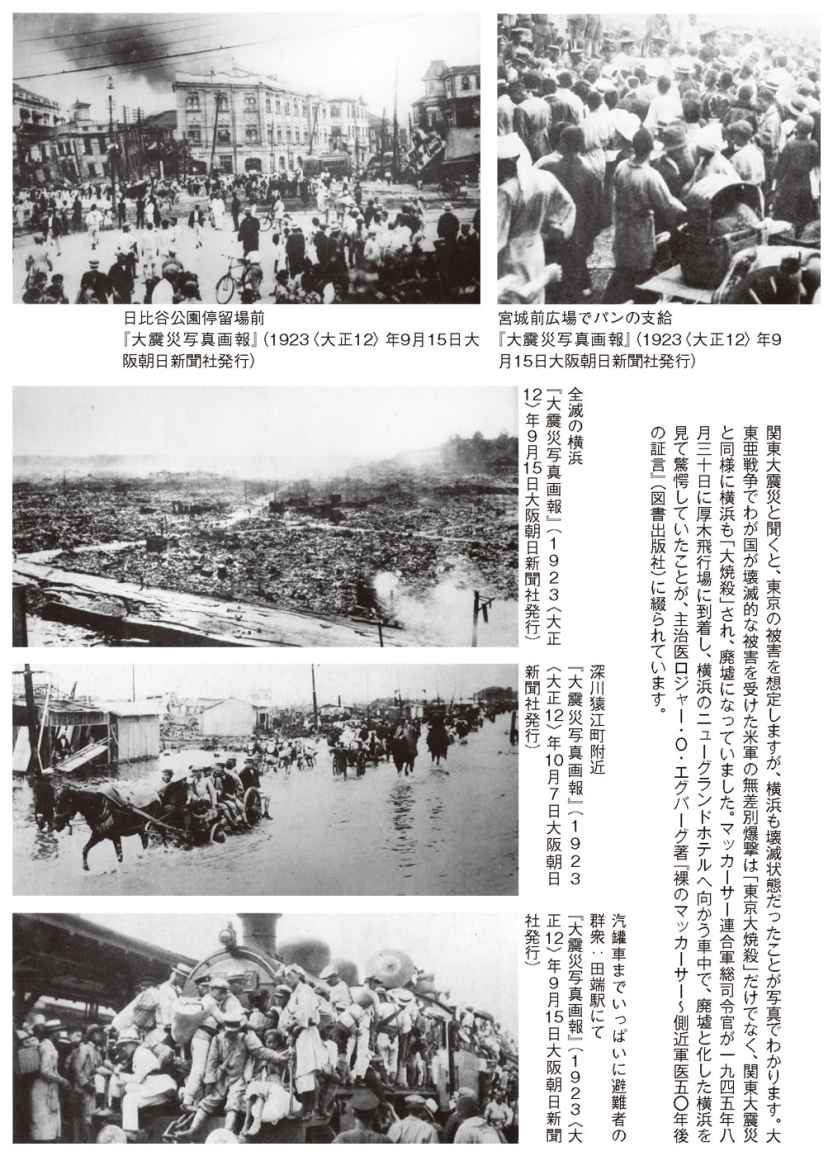 日比谷公園停留場前
『大震災写真画報』（1923〈大正12〉年9月15日大
阪朝日新聞社発行）
宮城前広場でパンの支給
『大震災写真画報』（1923〈大正12〉年9
月15日大阪朝日新聞社発行）
関東大震災と聞くと、東京の被害を想定しますが、横浜も壊滅状態だったことが写真でわかります。大
東亜戦争でわが国が壊滅的な被害を受けた米軍の無差別爆撃は「東京大焼殺」だけでなく、関東大震災
と同様に横浜も「大焼殺」され、廃墟になっていました。マッカーサー連合軍総司令官が一九四五年八
月三十日に厚木飛行場に到着し、横浜のニューグランドホテルへ向かう車中で、廃墟と化した横浜を
見て驚愕していたことが、主治医ロジャー・O・エグバーグ著『裸のマッカーサー〜側近軍医五〇年後
の証言』（図書出版社）に綴られています。
全滅の横浜
『大震災写真画報』（1923〈大正
12〉年9月15日大阪朝日新聞社発行）
深川猿江町附近
『大震災写真画報』（1923
〈大正12〉年10月7日大阪朝日
新聞社発行）
汽罐車までいっぱいに避難者の
群衆：田端駅にて
『大震災写真画報』（1923〈大
正12〉年9月15日大阪朝日新聞
社発行）